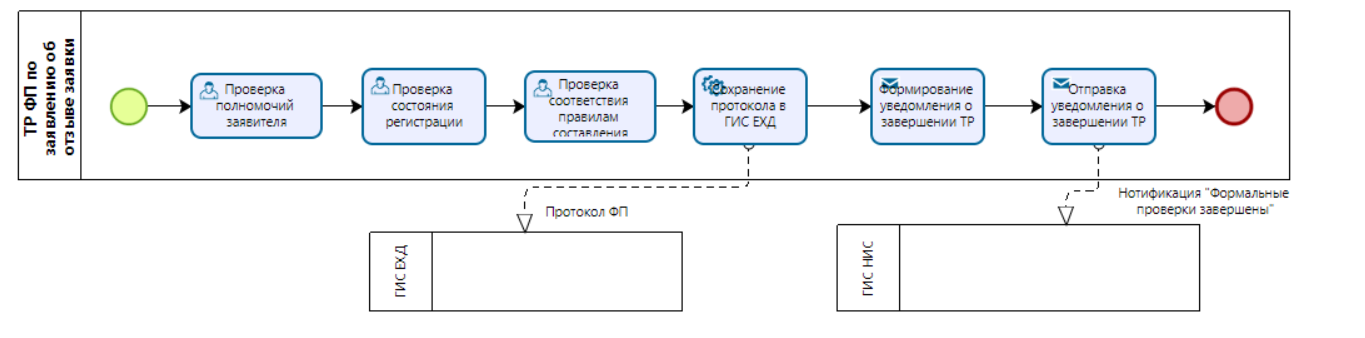 ТР ФП по
заявлению об
отзыве заявки
Проверка
полномочий
заявителя
Проверка
состояния
регистрации
Проверка
соответствия
правилам
составления
Сохранение
протокола в
ГИС ЕХД
Формирование
уведомления о
завершении ТР
Отправка
уведомления о
завершении ТР
Протокол ФП
Нотификация "Формальные
проверки завершены"
ГИС ЕХД
ГИС НИС